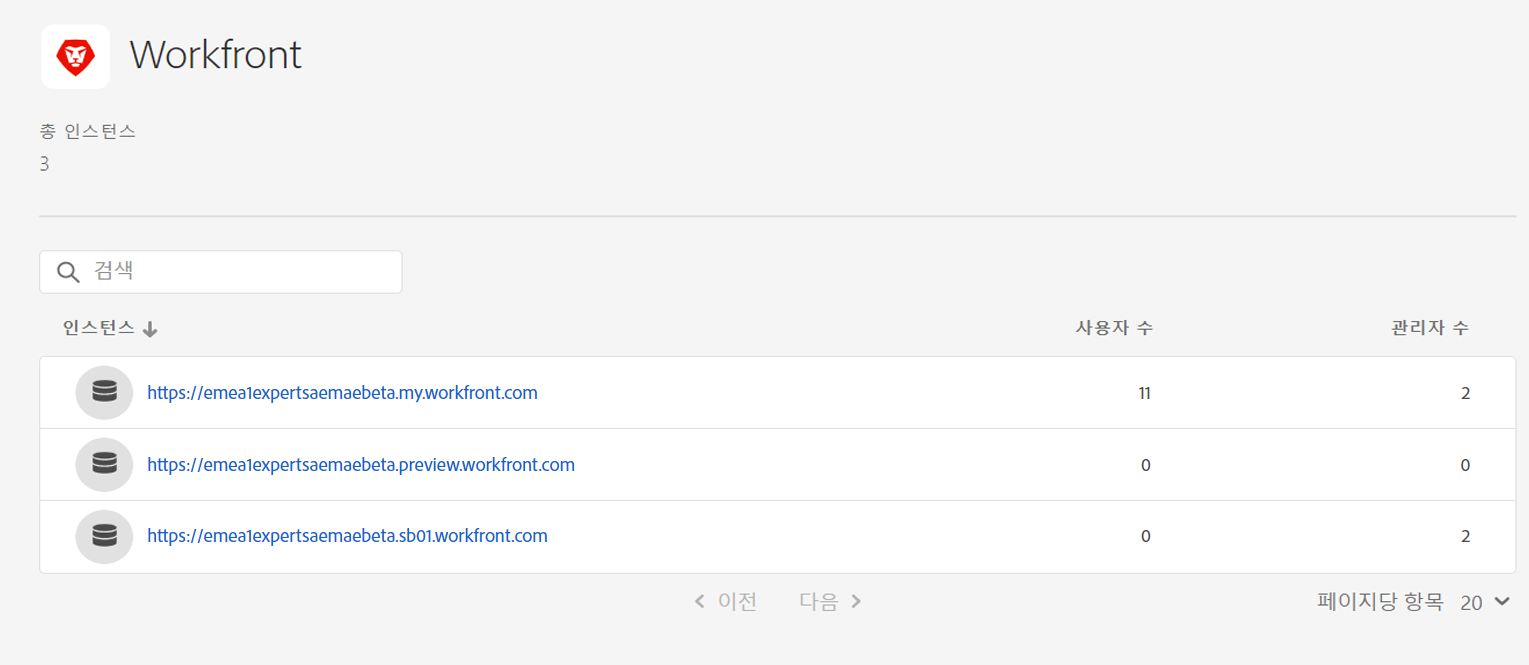 Workfront
총 인스턴스
3
검색
인스턴스 사용자 수 관리자 수
https://emea1expertsaemaebeta.my.workfront.com 11 2
https://emea1expertsaemaebeta.preview.workfront.com 0 0
https://emea1expertsaemaebeta.sb01.workfront.com 0 2
이전 다음 페이지당 항목 20